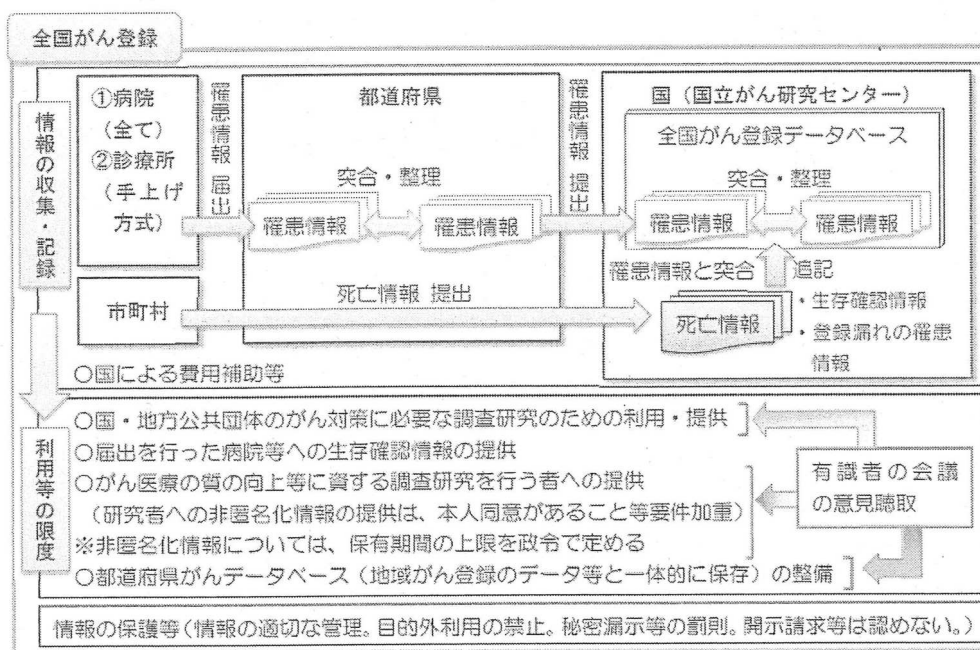 全国がん登録
情報の収集・記録
①病院
（全て）
②診療所
（手上げ
方式）
罹患情報 届出
都道府県
突合・整理
罹患情報
罹患情報
罹患情報 提出
国（国立がん研究センター）
全国がん登録データベース
突合・整理
罹患情報
罹患情報
罹患情報と突合
追記
市町村
死亡情報 提出
死亡情報
・生存確認情報
・登録漏れの罹患
情報
○国による費用補助等
利用等の限度
○国・地方公共団体のがん対策に必要な調査研究のための利用・提供
○届出を行った病院等への生存確認情報の提供
○がん医療の質の向上等に資する調査研究を行う者への提供
（研究者への非匿名化情報の提供は、本人同意があること等要件加重）
※非匿名化情報については、保有期間の上限を政令で定める
○都道府県がんデータベース（地域がん登録のデータ等と一体的に保存）の整備
有識者の会議
の意見聴取
情報の保護等（情報の適切な管理。目的外利用の禁止。秘密漏示等の罰則。開示請求等は認めない。）